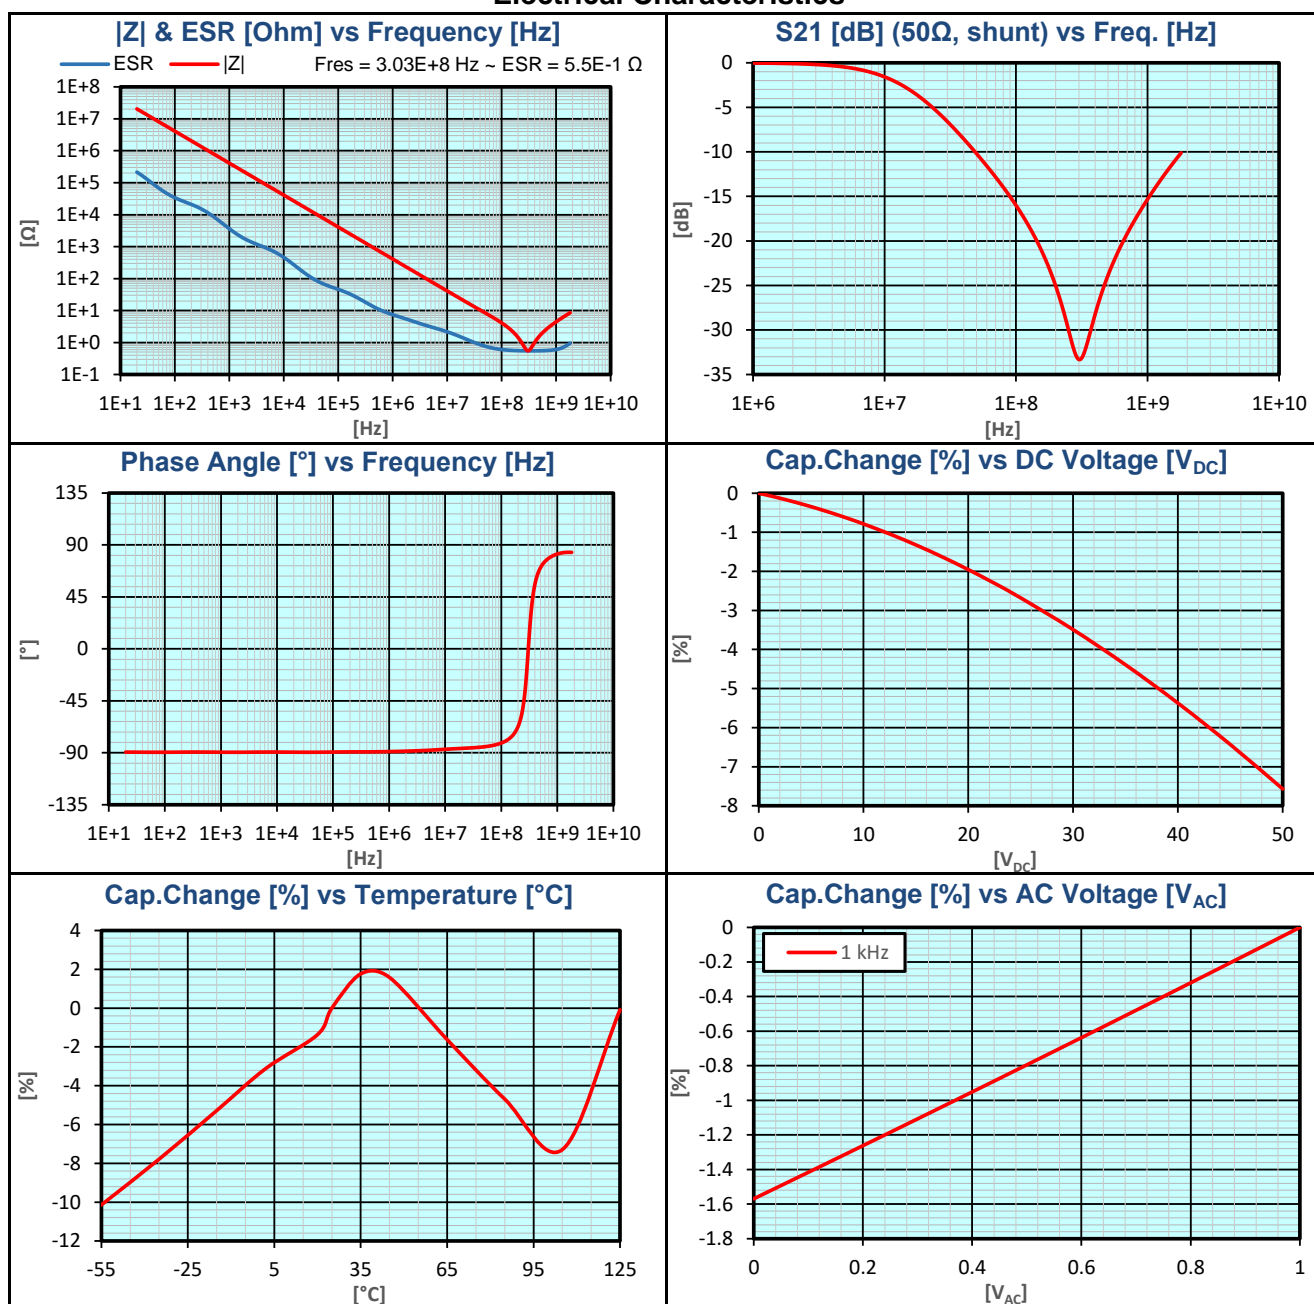 Electrical Characteristics
|Z| & ESR [Ohm] vs Frequency [Hz]
ESR |Z| Fres = 3.03E+8 Hz ~ ESR = 5.5E-1 Ω
1E+8
1E+7
1E+6
1E+5
1E+4
1E+3
1E+2
1E+1
1E+0
1E-1
[Ω]
1E+1 1E+2 1E+3 1E+4 1E+5 1E+6 1E+7 1E+8 1E+9 1E+10
[Hz]
S21 [dB] (50Ω, shunt) vs Freq. [Hz]
0
-5
-10
-15
-20
-25
-30
-35
[dB]
1E+6 1E+7 1E+8 1E+9 1E+10
[Hz]
Phase Angle [°] vs Frequency [Hz]
135
90
45
0
-45
-90
-135
[°]
1E+1 1E+2 1E+3 1E+4 1E+5 1E+6 1E+7 1E+8 1E+9 1E+10
[Hz]
Cap.Change [%] vs DC Voltage [VDC]
0
-1
-2
-3
-4
-5
-6
-7
-8
[%]
0 10 20 30 40 50
[VDC]
Cap.Change [%] vs Temperature [°C]
4
2
0
-2
-4
-6
-8
-10
-12
[%]
-55 -25 5 35 65 95 125
[°C]
Cap.Change [%] vs AC Voltage [VAC]
1 kHz
0
-0.2
-0.4
-0.6
-0.8
-1
-1.2
-1.4
-1.6
-1.8
[%]
0 0.2 0.4 0.6 0.8 1
[VAC]